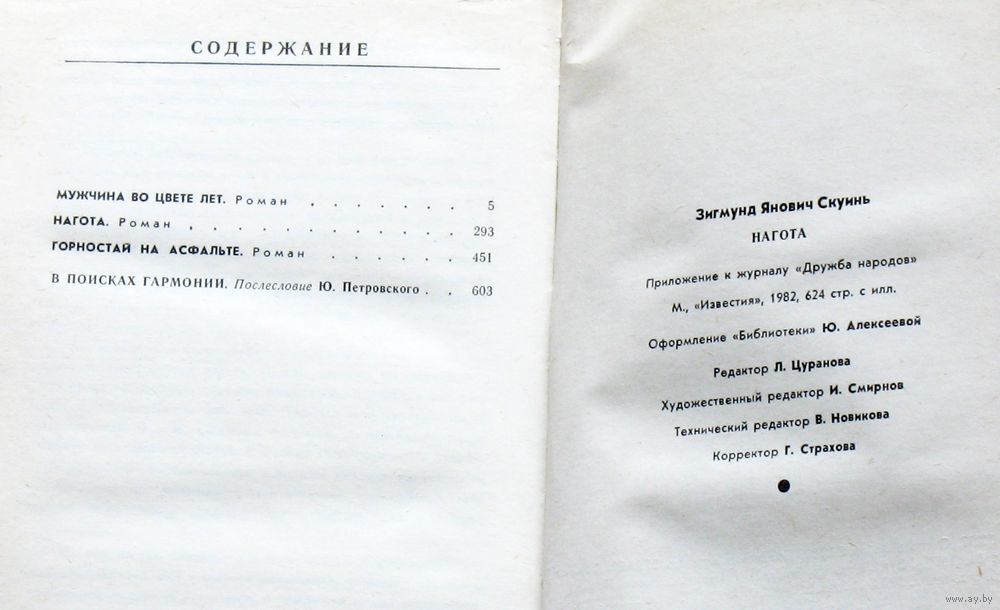 СОДЕРЖАНИЕ
МУЖЧИНА ВО ЦВЕТЕ ЛЕТ. Роман . . . . . . . 5
НАГОТА. Роман . . . . . . . . . . . . 293
ГОРНОСТАЙ НА АСФАЛЬТЕ. Роман . . . . . . 451
В ПОИСКАХ ГАРМОНИИ. Послесловие Ю. Петровского . . 603
Зигмунд Янович Скуинь
НАГОТА
Приложение к журналу «Дружба народов»
М., «Известия», 1982, 624 стр. с илл.
Оформление «Библиотеки» Ю. Алексеевой
Редактор Л. Цуранова
Художественный редактор И. Смирнов
Технический редактор В. Новикова
Корректор Г. Страхова
www.ay.by